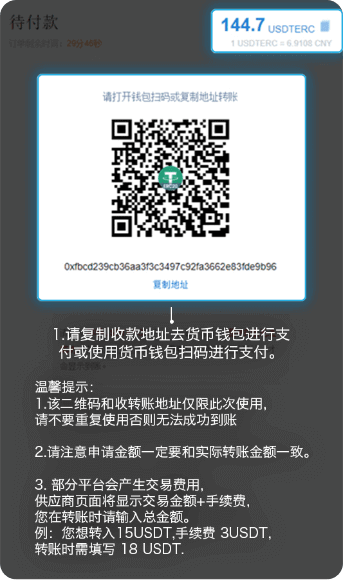 待付款
144.7 USDTERC
1 USDTERC = 6.9108 CNY
请打开钱包扫码或复制地址转账
0xfbcd239cb36aa3f3c3497c92fa3662e83fde9b96
复制地址
1.请复制收款地址去货币钱包进行支
付或使用货币钱包扫码进行支付。
温馨提示：
1.该二维码和收转账地址仅限此次使用,
请不要重复使用否则无法成功到账
2.请注意申请金额一定要和实际转账金额一致。
3. 部分平台会产生交易费用,
供应商页面将显示交易金额+手续费,
您在转账时请输入总金额。
例：您想转入15USDT,手续费 3USDT,
转账时需填写 18 USDT.